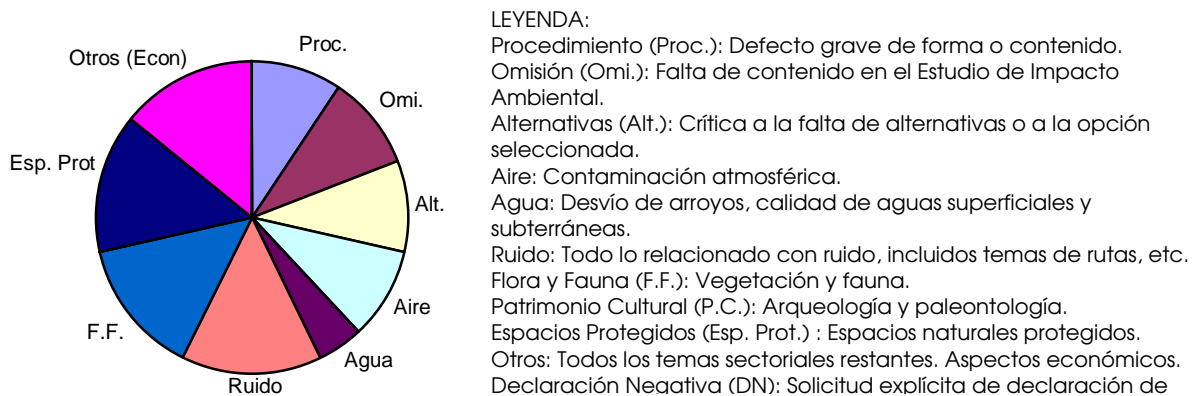 Proc.
Omi.
Alt.
Aire
Agua
Ruido
F.F.
Esp. Prot
Otros (Econ)
LEYENDA:
Procedimiento (Proc.): Defecto grave de forma o contenido.
Omisión (Omi.): Falta de contenido en el Estudio de Impacto
Ambiental.
Alternativas (Alt.): Crítica a la falta de alternativas o a la opción
seleccionada.
Aire: Contaminación atmosférica.
Agua: Desvío de arroyos, calidad de aguas superficiales y
subterráneas.
Ruido: Todo lo relacionado con ruido, incluidos temas de rutas, etc.
Flora y Fauna (F.F.): Vegetación y fauna.
Patrimonio Cultural (P.C.): Arqueología y paleontología.
Espacios Protegidos (Esp. Prot.) : Espacios naturales protegidos.
Otros: Todos los temas sectoriales restantes. Aspectos económicos.
Declaración Negativa (DN): Solicitud explícita de declaración de